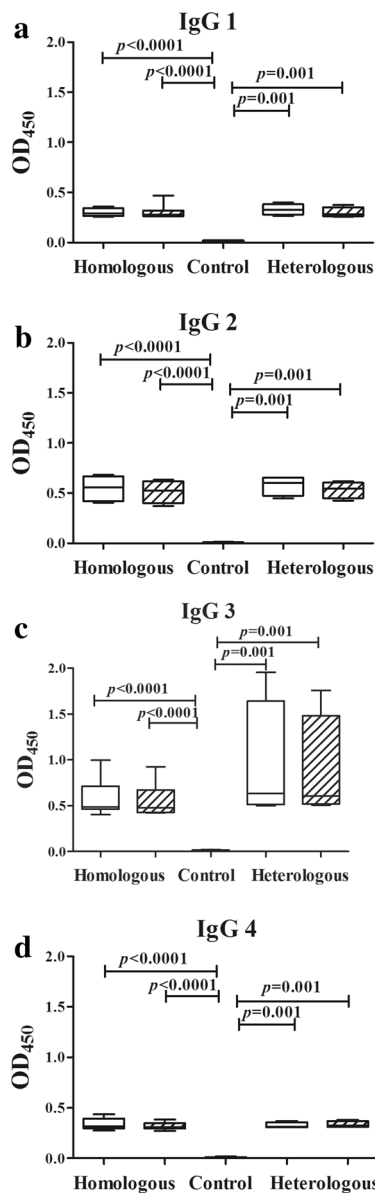 a IgG 1
2.0
p<0.0001 p=0.001
p<0.0001 p=0.001
1.5
1.0
0.5
0.0
OD450
Homologous Control Heterologous
b IgG 2
2.0
p<0.0001
p<0.0001 p=0.001
1.5
p=0.001
1.0
0.5
0.0
OD450
Homologous Control Heterologous
c IgG 3
p=0.001
2.0
p=0.001
p<0.0001
p<0.0001
1.5
1.0
0.5
0.0
OD450
Homologous Control Heterologous
d IgG 4
2.0
p<0.0001
p<0.0001 p=0.001
1.5
p=0.001
1.0
0.5
0.0
OD450
Homologous Control Heterologous